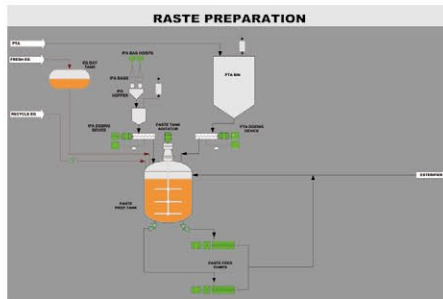 RASTE PREPARATION
PTA
FRESH EG
EG DAY
TANK
IPA BAG HOISTS
IPA BAGS
IPA
HOPPER
PTA BIN
RECYCLE EG
IPA DOSING
DEVICE
PASTE TANK
AGITATOR
PTA DOSING
DEVICE
PASTE
PREP TANK
PASTE FEED
PUMPS